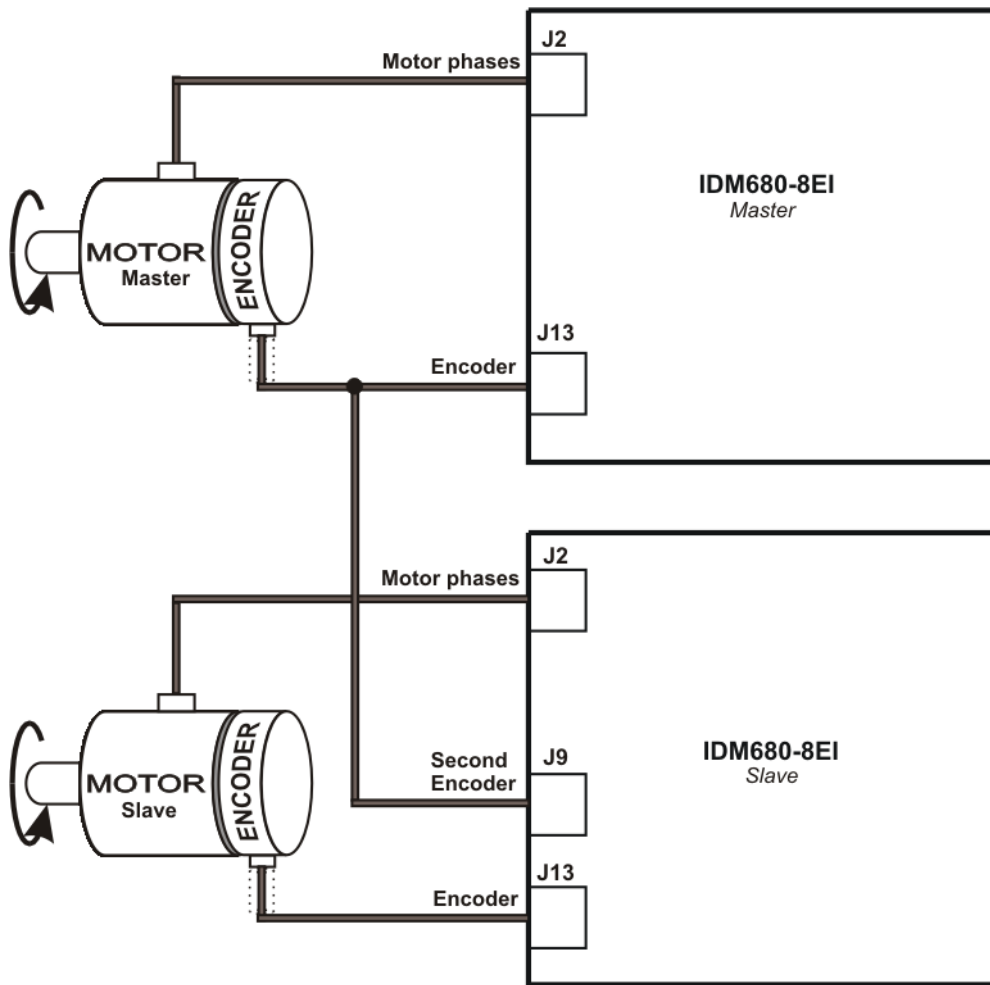 J2
Motor phases
IDM680-8EI
Master
MOTOR
Master
ENCODER
J13
Encoder
J2
Motor phases
IDM680-8EI
Slave
Second
Encoder
J9
MOTOR
Slave
ENCODER
J13
Encoder